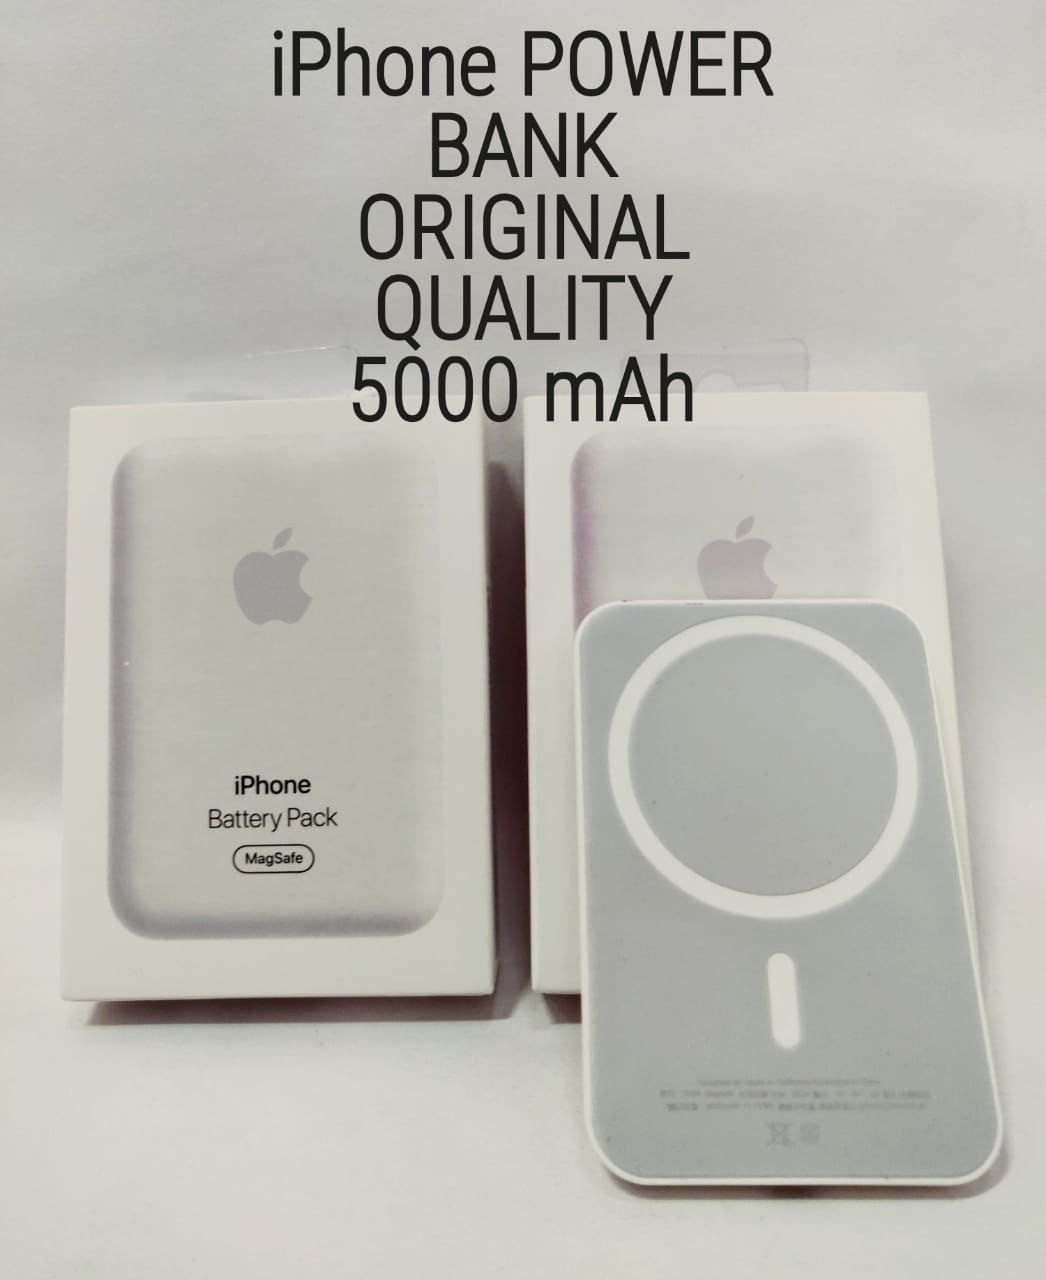 iPhone POWER
BANK
ORIGINAL
QUALITY
5000 mAh
iPhone
Battery Pack
MagSafe